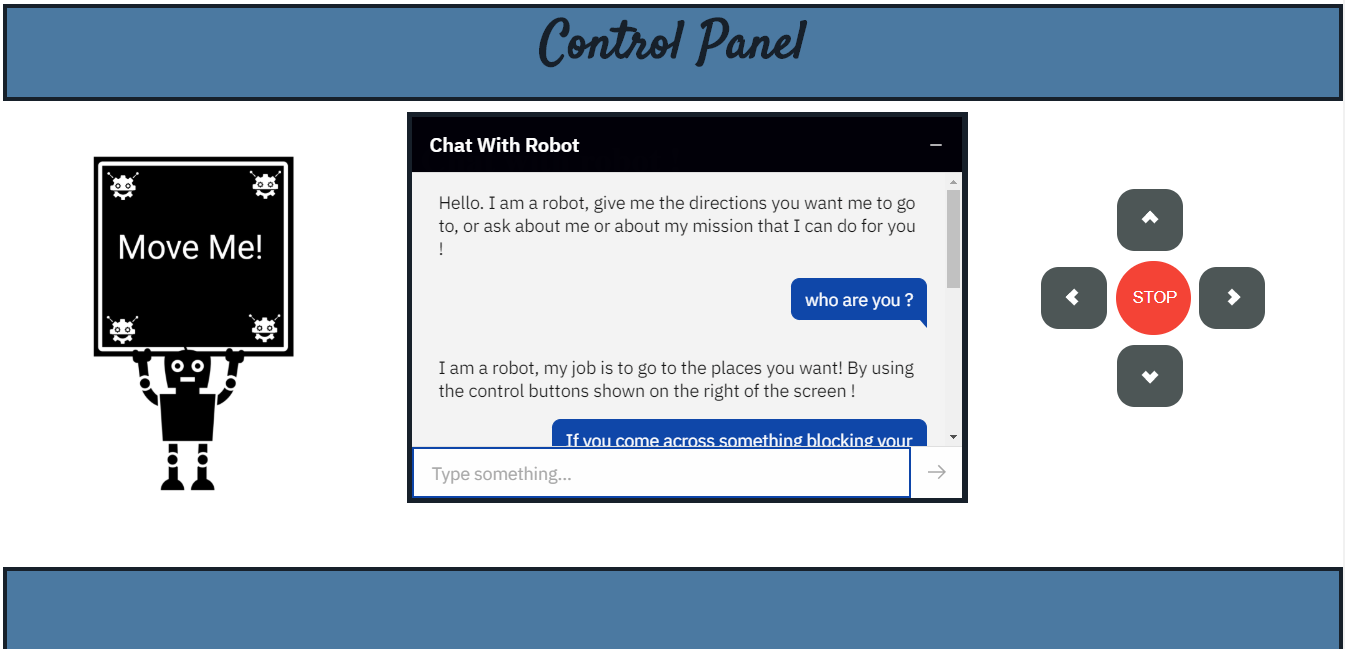 Control Panel
Move Me!
Chat With Robot
Hello. I am a robot, give me the directions you want me to go
to, or ask about me or about my mission that I can do for you
!
who are you ?
I am a robot, my job is to go to the places you want! By using
the control buttons shown on the right of the screen !
If you come across something blocking your
Type something...
STOP